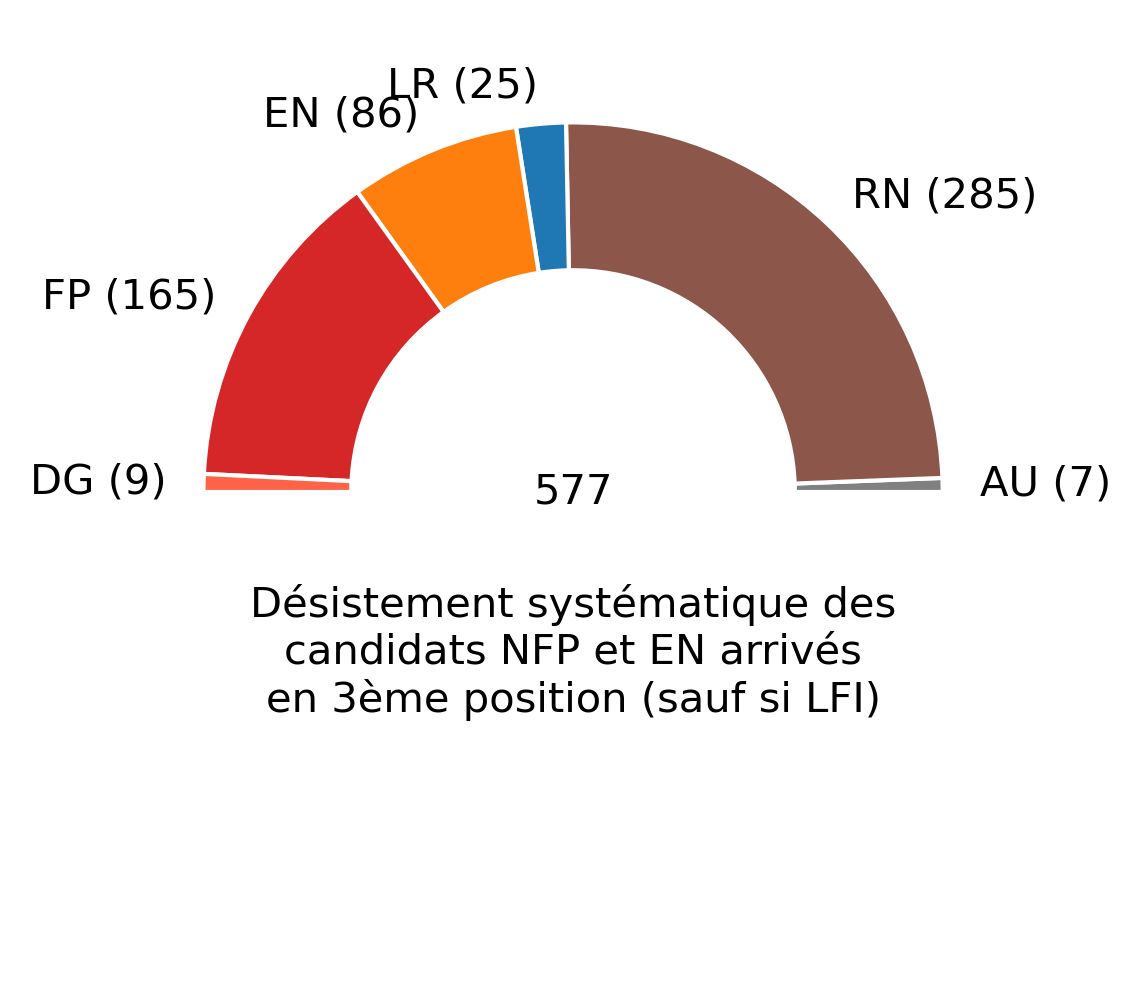 LR (25)
EN (86)
RN (285)
FP (165)
DG (9)
577
AU (7)
Désistement systématique des
candidats NFP et EN arrivés
en 3ème position (sauf si LFI)